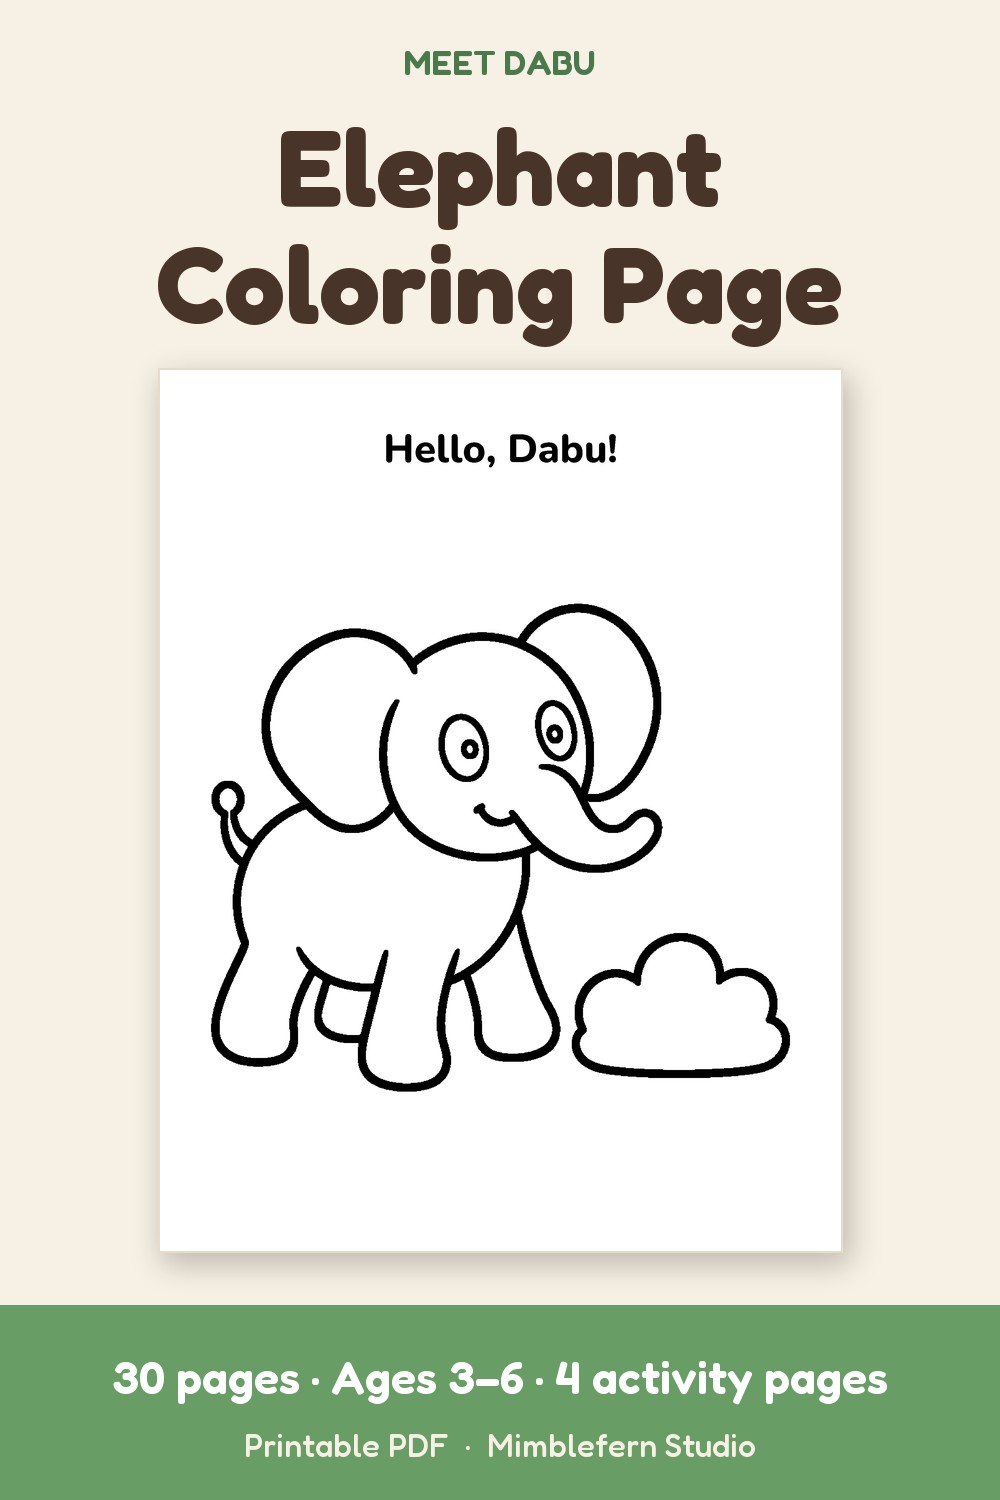 MEET DABU
Elephant
Coloring Page
Hello, Dabu!
30 pages · Ages 3–6 · 4 activity pages
Printable PDF · Mimblefern Studio